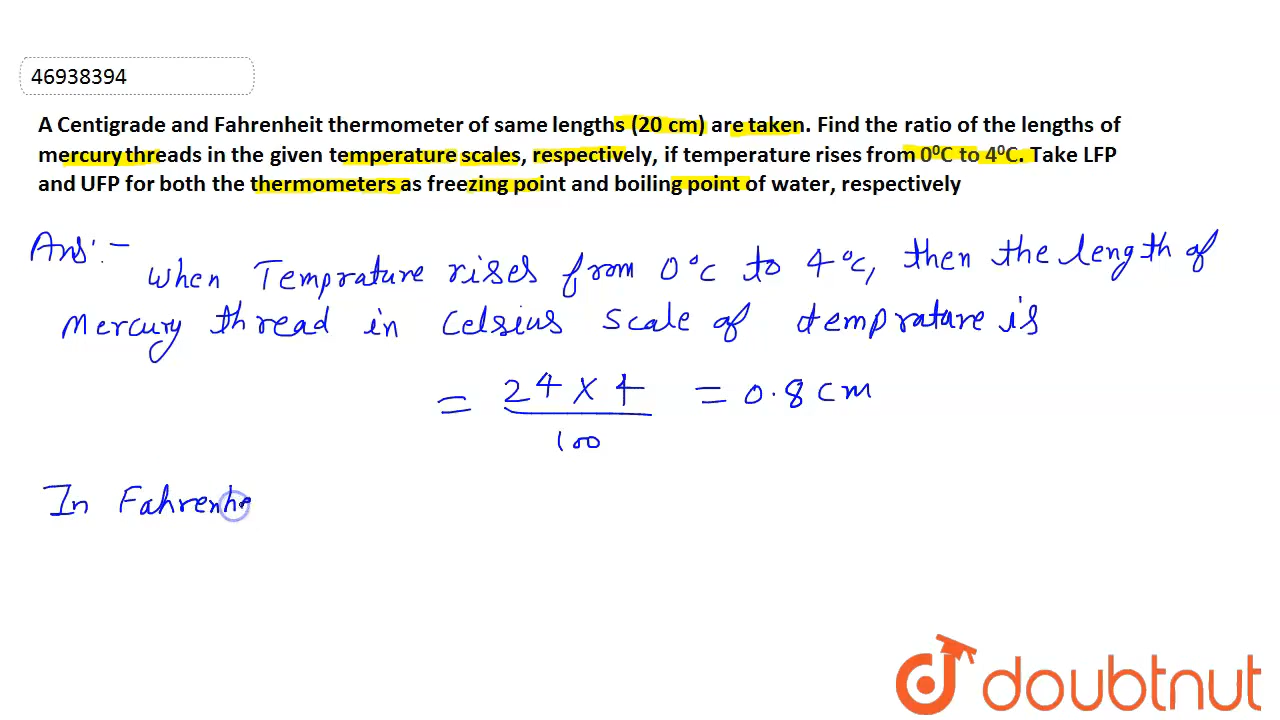 46938394
A Centigrade and Fahrenheit thermometer of same lengths (20 cm) are taken. Find the ratio of the lengths of
mercury threads in the given temperature scales, respectively, if temperature rises from 0⁰C to 4⁰C. Take LFP
and UFP for both the thermometers as freezing point and boiling point of water, respectively
Ans:-
When Temprature rises from 0°C to 4°C, then the length of
Mercury thread in Celsius Scale of temprature is
= 24 × 4 / 100 = 0.8 cm
In Fahrenhe
doubtnut